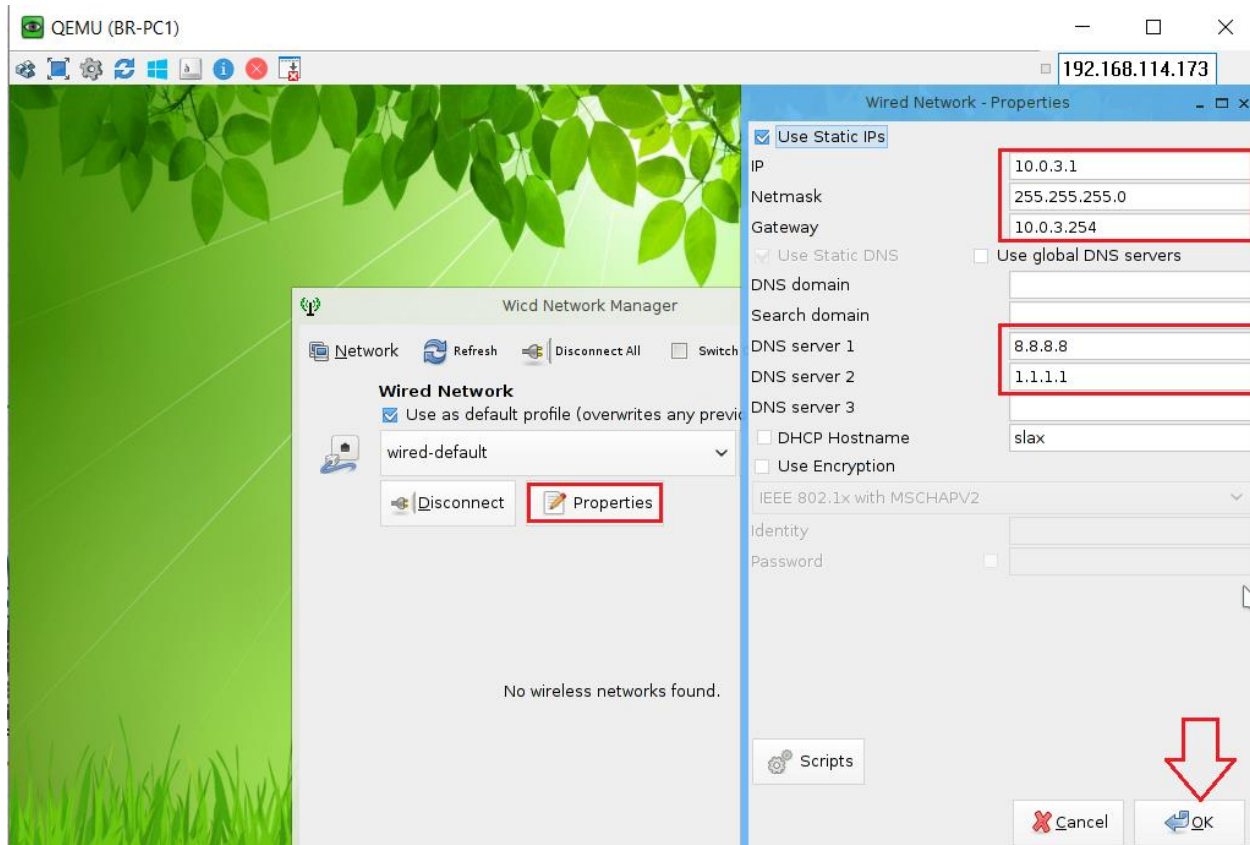 QEMU (BR-PC1)
192.168.114.173
Wired Network - Properties
Use Static IPs
IP 10.0.3.1
Netmask 255.255.255.0
Gateway 10.0.3.254
Use Static DNS Use global DNS servers
DNS domain
Search domain
DNS server 1 8.8.8.8
DNS server 2 1.1.1.1
DNS server 3
DHCP Hostname slax
Use Encryption
IEEE 802.1x with MSCHAPV2
Identity
Password
Scripts
Cancel OK
Wicd Network Manager
Network Refresh Disconnect All Switch
Wired Network
Use as default profile (overwrites any previo
wired-default
Disconnect Properties
No wireless networks found.